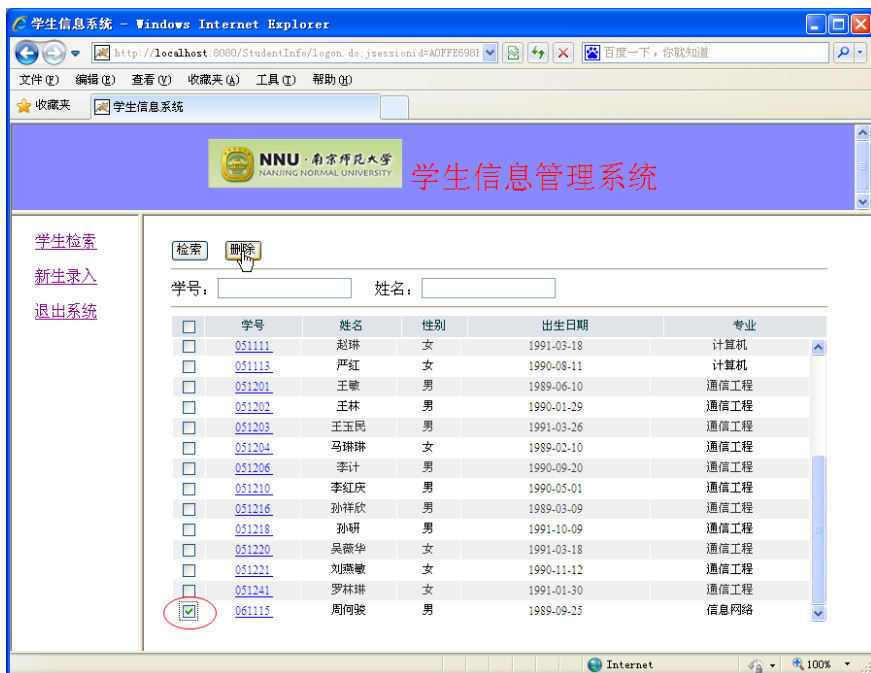 学生信息系统 - Windows Internet Explorer
http://localhost:8080/StudentInfo/logon.do;jsessionid=A0FFE6981 百度一下，你就知道
文件(F) 编辑(E) 查看(V) 收藏夹(A) 工具(T) 帮助(H)
收藏夹 学生信息系统
NNU·南京师范大学
NANJING NORMAL UNIVERSITY
学生信息管理系统
学生检索
新生录入
退出系统
检索 删除
学号： 姓名：
学号 姓名 性别 出生日期 专业
051111 赵琳 女 1991-03-18 计算机
051113 严红 女 1990-08-11 计算机
051201 王敏 男 1989-06-10 通信工程
051202 王林 男 1990-01-29 通信工程
051203 王玉民 男 1991-03-26 通信工程
051204 马琳琳 女 1989-02-10 通信工程
051206 李计 男 1990-09-20 通信工程
051210 李红庆 男 1990-05-01 通信工程
051216 孙祥欣 男 1989-03-09 通信工程
051218 孙研 男 1991-10-09 通信工程
051220 吴薇华 女 1991-03-18 通信工程
051221 刘燕敏 女 1990-11-12 通信工程
051241 罗林琳 女 1991-01-30 通信工程
061115 周何骏 男 1989-09-25 信息网络
Internet 100%